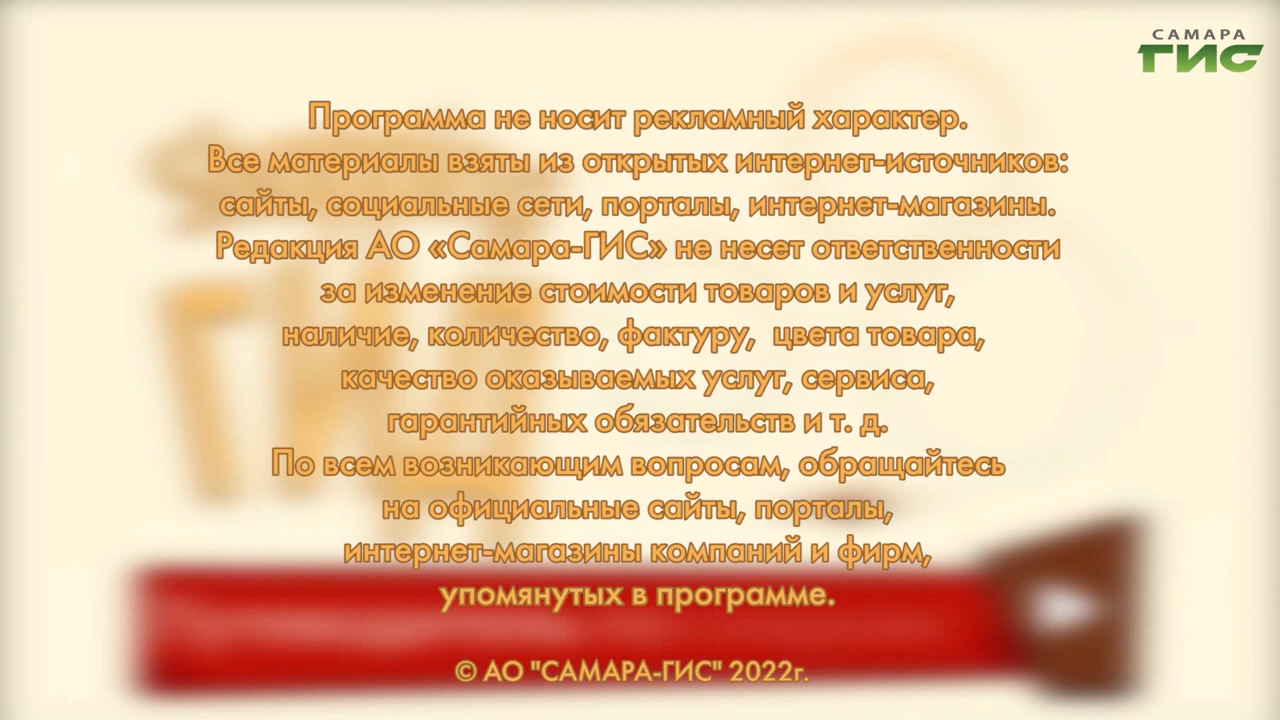 САМАРА
ГИС
Программа не носит рекламный характер.
Все материалы взяты из открытых интернет-источников:
сайты, социальные сети, порталы, интернет-магазины.
Редакция АО «Самара-ГИС» не несет ответственности
за изменение стоимости товаров и услуг,
наличие, количество, фактуру, цвета товара,
качество оказываемых услуг, сервиса,
гарантийных обязательств и т. д.
По всем возникающим вопросам, обращайтесь
на официальные сайты, порталы,
интернет-магазины компаний и фирм,
упомянутых в программе.
© АО "САМАРА-ГИС" 2022г.